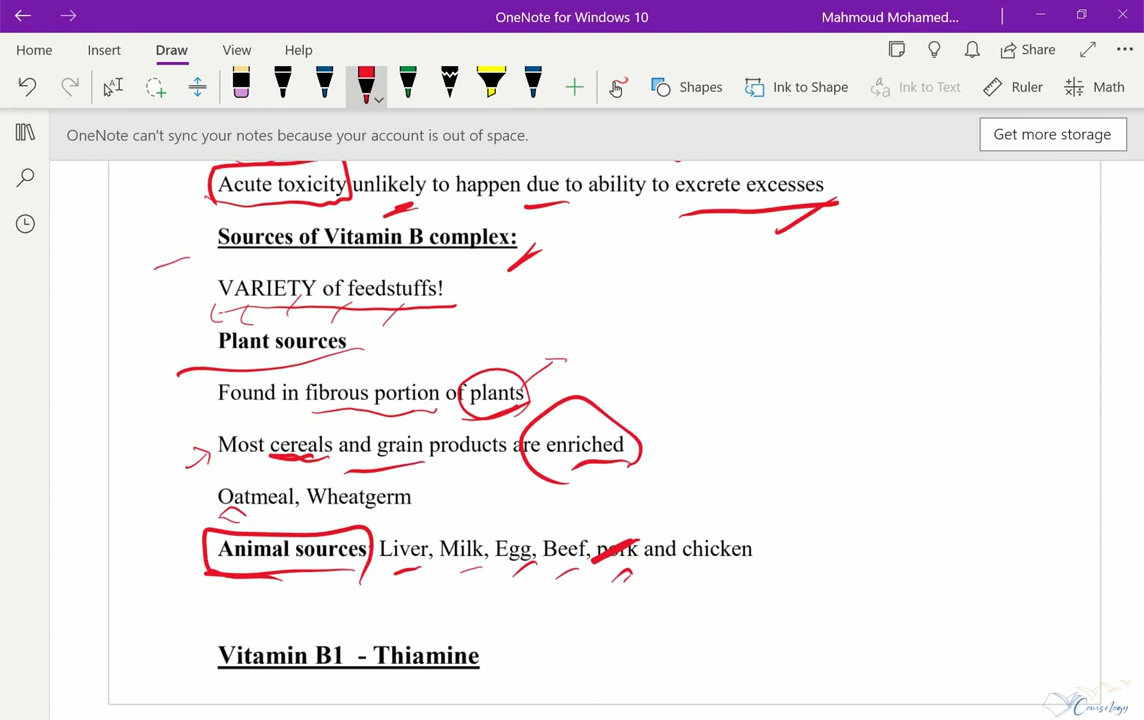 OneNote for Windows 10
Mahmoud Mohamed...
Home Insert Draw View Help Share
Shapes Ink to Shape Ink to Text Ruler Math
OneNote can't sync your notes because your account is out of space. Get more storage
Acute toxicity unlikely to happen due to ability to excrete excesses
Sources of Vitamin B complex:
VARIETY of feedstuffs!
Plant sources
Found in fibrous portion of plants
Most cereals and grain products are enriched
Oatmeal, Wheatgerm
Animal sources: Liver, Milk, Egg, Beef, pork and chicken
Vitamin B1 - Thiamine
Courslogy